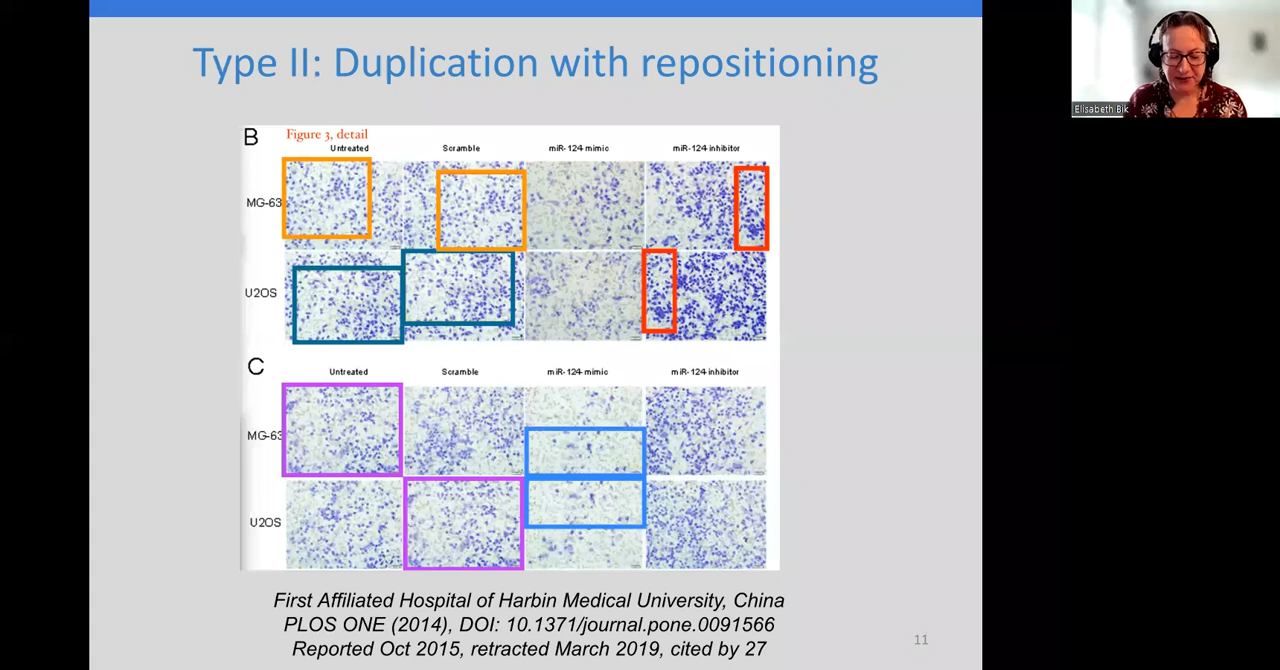 Type II: Duplication with repositioning
Elisabeth Bik
B
Figure 3, detail
Untreated
Scramble
miR-124-mimic
miR-124-inhibitor
MG-63
U2OS
C
Untreated
Scramble
miR-124-mimic
miR-124-inhibitor
MG-63
U2OS
First Affiliated Hospital of Harbin Medical University, China
PLOS ONE (2014), DOI: 10.1371/journal.pone.0091566
Reported Oct 2015, retracted March 2019, cited by 27
11